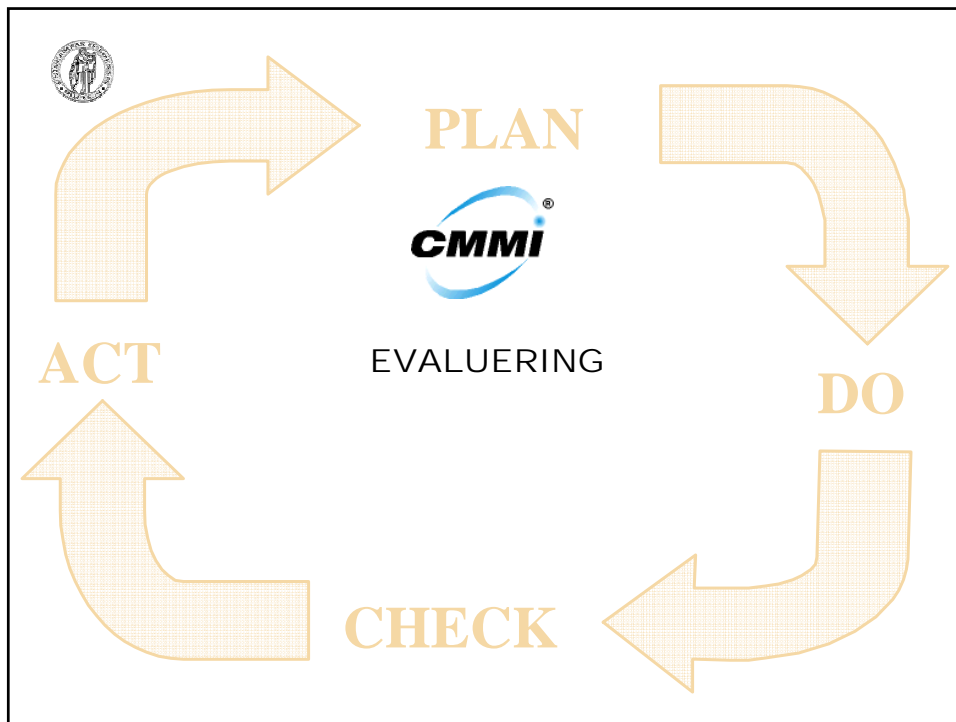 PLAN
CMMi®
EVALUERING
ACT
DO
CHECK